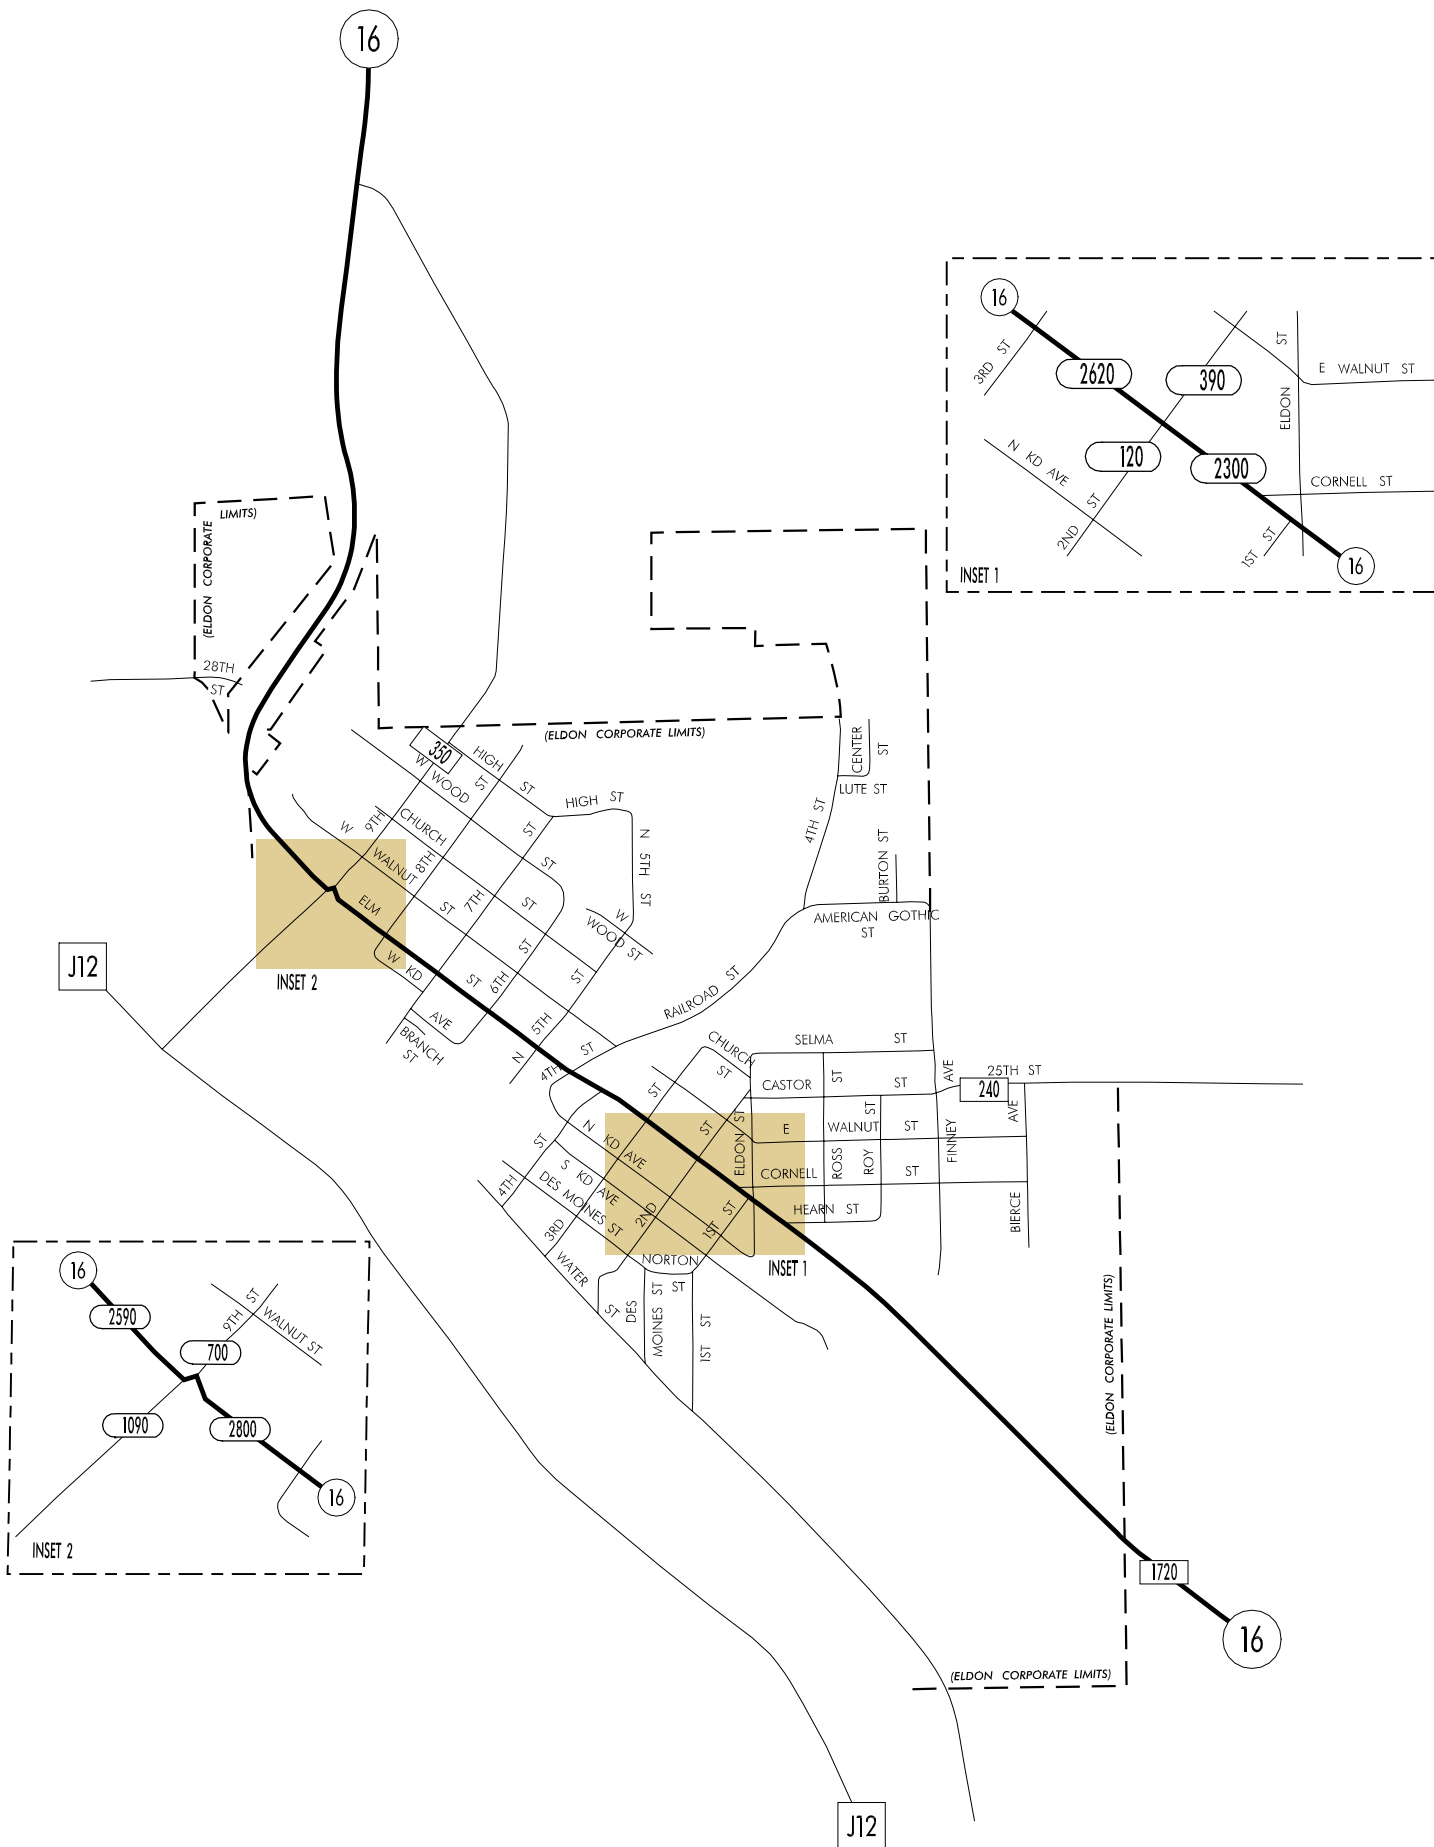 16
16
3RD ST
2620
390
ELDON ST
E WALNUT ST
N KD AVE
120
2300
CORNELL ST
2ND ST
1ST ST
16
INSET 1
(ELDON CORPORATE LIMITS)
28TH ST
(ELDON CORPORATE LIMITS)
350
HIGH ST
HIGH ST
W WOOD ST
CENTER ST
LUTE ST
4TH ST
9TH ST
CHURCH ST
8TH ST
7TH ST
N 5TH ST
W WALNUT ST
ELM ST
BURTON ST
AMERICAN GOTHIC ST
W WOOD ST
J12
INSET 2
W KD AVE
6TH ST
N 5TH ST
BRANCH ST
4TH ST
RAILROAD ST
CHURCH ST
SELMA ST
CASTOR ST
25TH ST
240
FINNEY AVE
BIERCE AVE
E WALNUT ST
ROSS ST
ROY ST
ELDON ST
CORNELL ST
HEARN ST
N KD AVE
S KD AVE
DES MOINES ST
4TH ST
3RD ST
2ND ST
1ST ST
WATER ST
NORTON ST
INSET 1
DES MOINES ST
1ST ST
16
2590
9TH ST
WALNUT ST
700
1090
2800
16
INSET 2
(ELDON CORPORATE LIMITS)
1720
16
(ELDON CORPORATE LIMITS)
J12